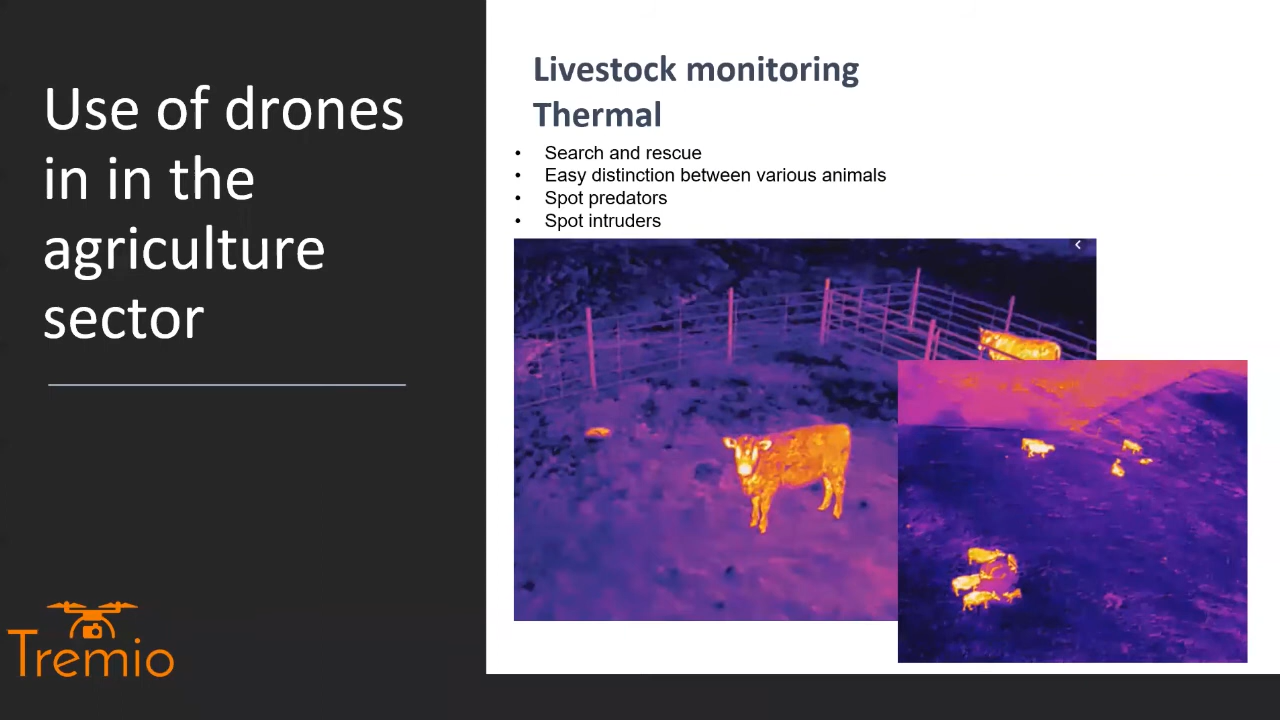 Use of drones
in in the
agriculture
sector
Tremio
Livestock monitoring
Thermal
• Search and rescue
• Easy distinction between various animals
• Spot predators
• Spot intruders